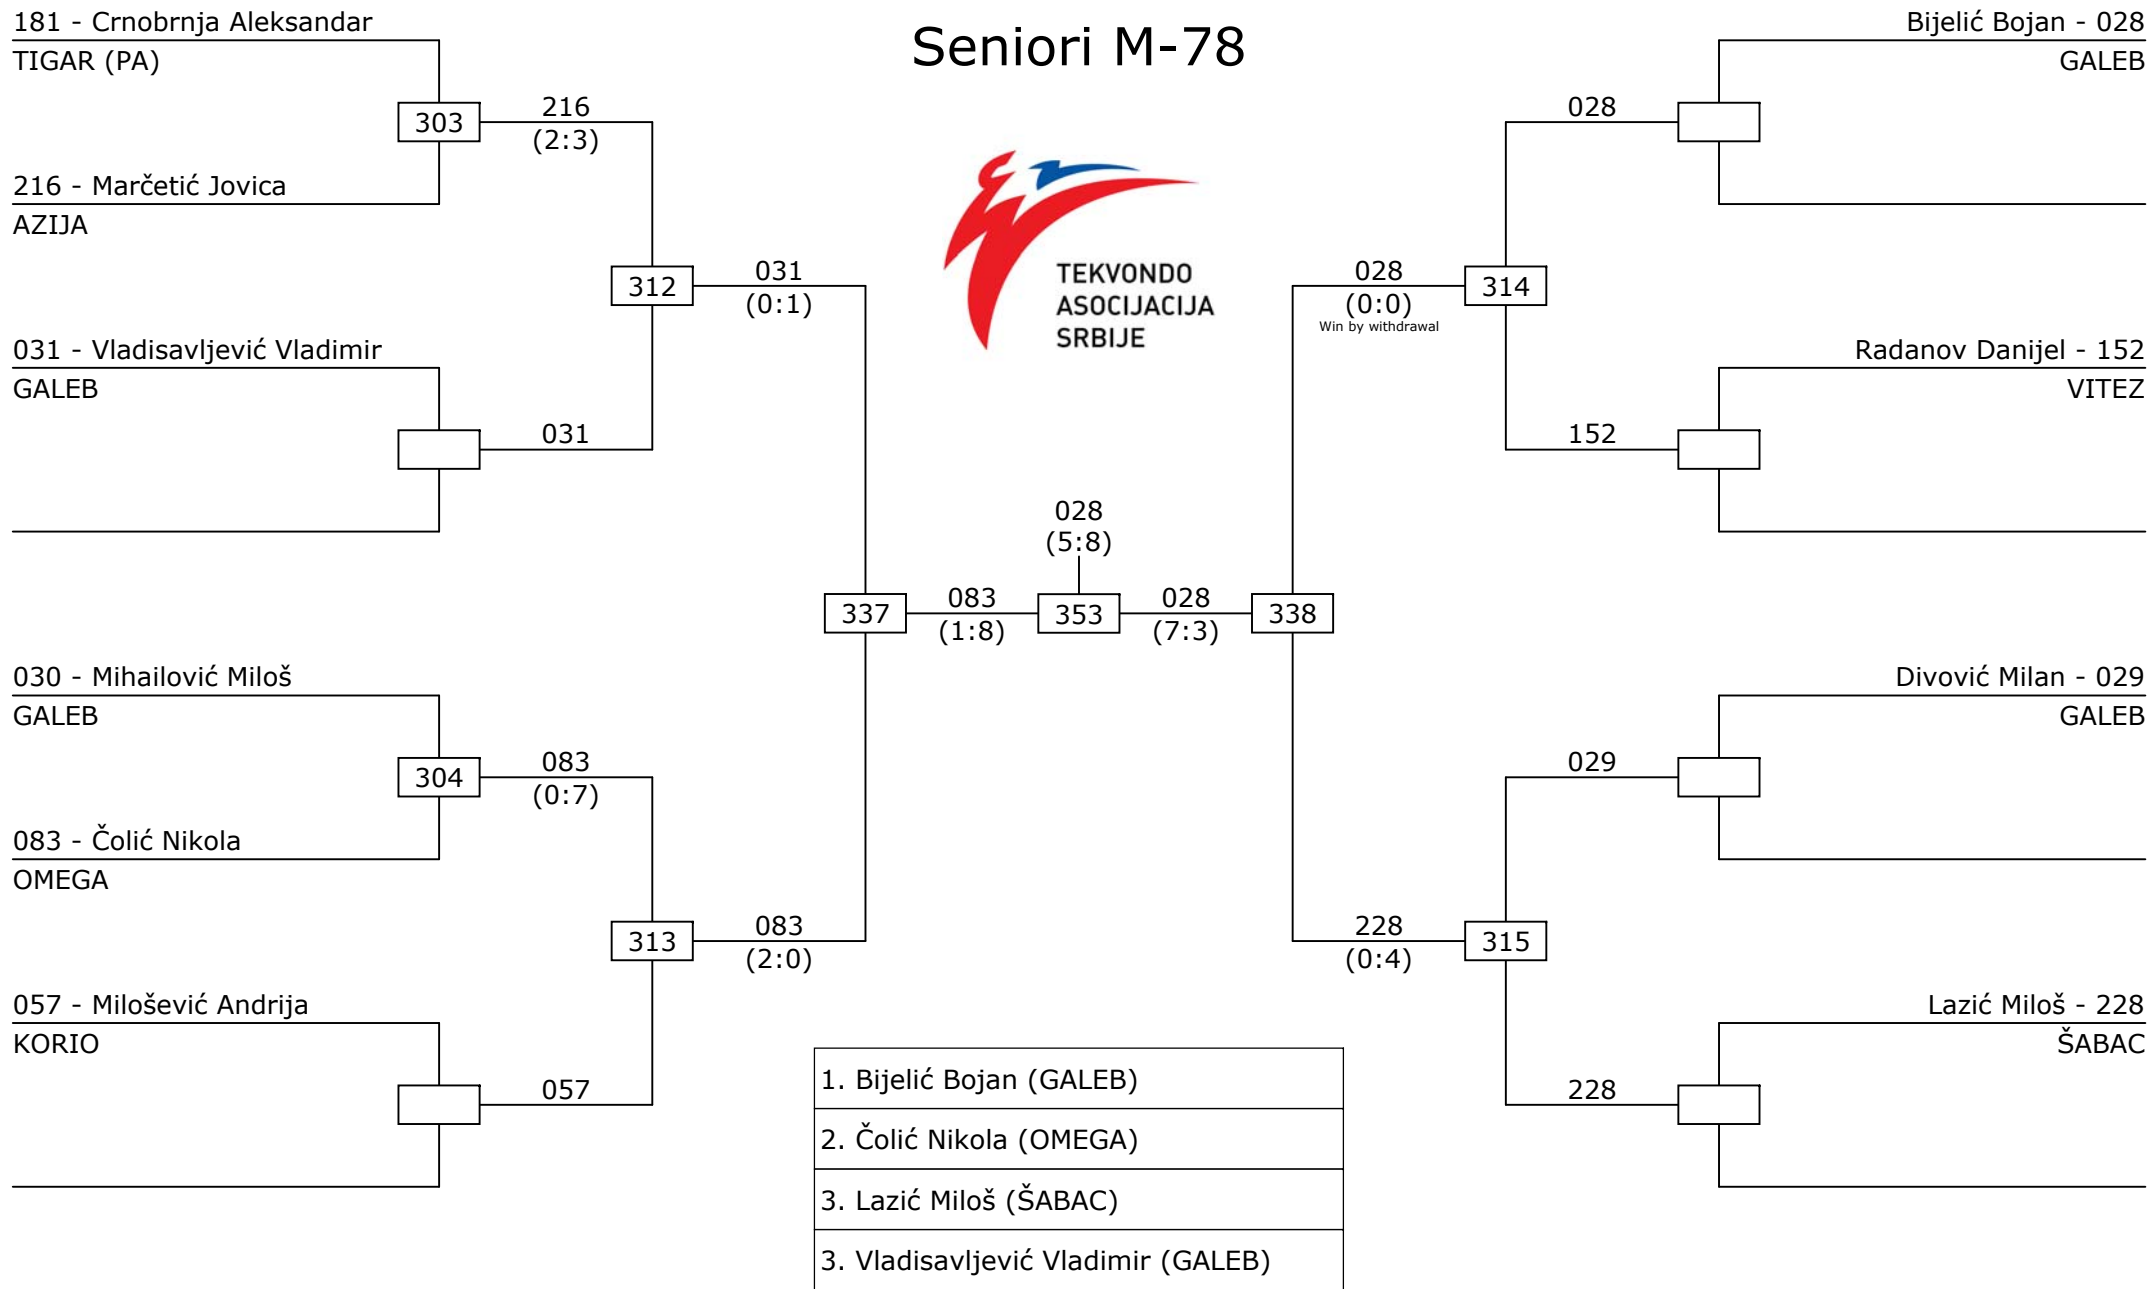 Seniori M-78
181 - Crnobrnja Aleksandar
TIGAR (PA)
303
216
(2:3)
216 - Marčetić Jovica
AZIJA
312
031
(0:1)
031 - Vladisavljević Vladimir
GALEB
031
337
083
(1:8)
030 - Mihailović Miloš
GALEB
304
083
(0:7)
083 - Čolić Nikola
OMEGA
313
083
(2:0)
057 - Milošević Andrija
KORIO
057
TEKVONDO
ASOCIJACIJA
SRBIJE
028
(5:8)
353
Bijelić Bojan - 028
GALEB
028
028
(0:0)
Win by withdrawal
314
Radanov Danijel - 152
VITEZ
152
028
(7:3)
338
Divović Milan - 029
GALEB
029
228
(0:4)
315
Lazić Miloš - 228
ŠABAC
228
1. Bijelić Bojan (GALEB)
2. Čolić Nikola (OMEGA)
3. Lazić Miloš (ŠABAC)
3. Vladisavljević Vladimir (GALEB)